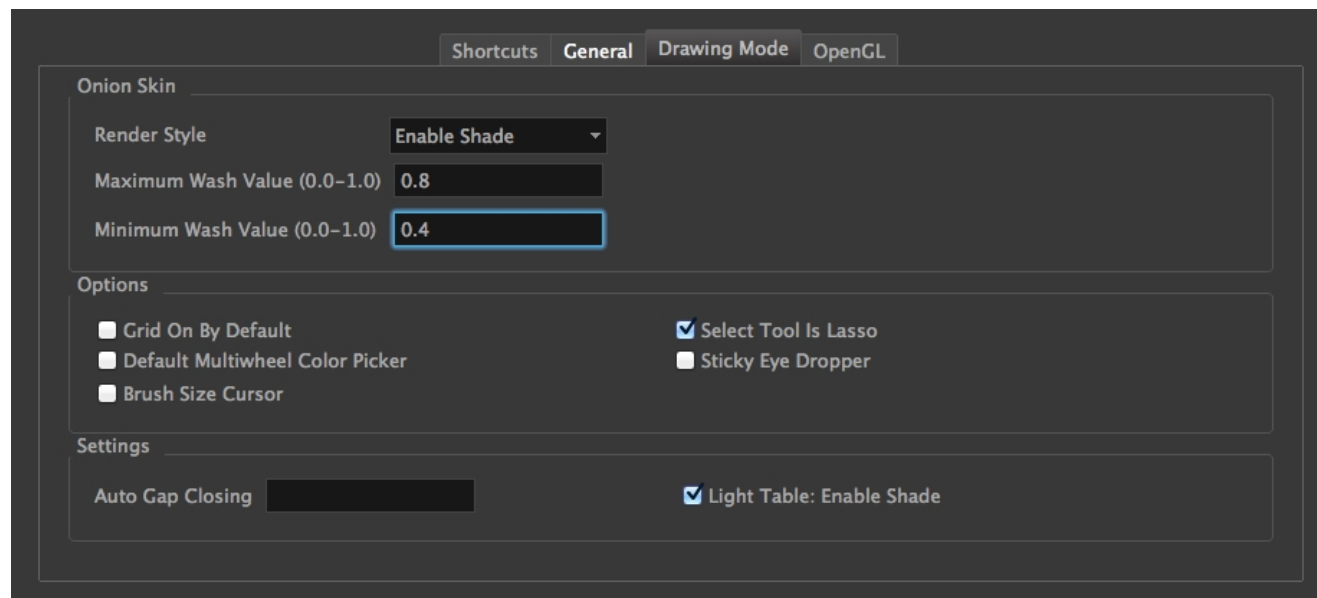 Shortcuts General Drawing Mode OpenGL
Onion Skin
Render Style Enable Shade
Maximum Wash Value (0.0-1.0) 0.8
Minimum Wash Value (0.0-1.0) 0.4
Options
Grid On By Default Select Tool Is Lasso
Default Multiwheel Color Picker Sticky Eye Dropper
Brush Size Cursor
Settings
Auto Gap Closing Light Table: Enable Shade